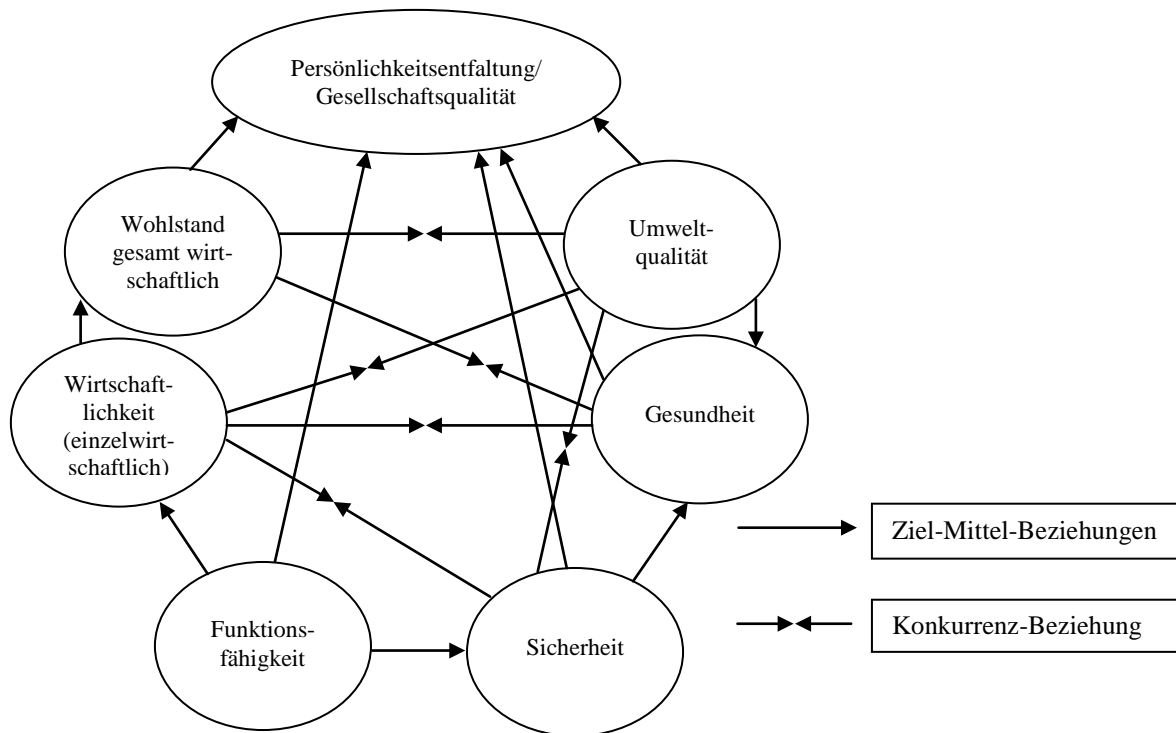 Persönlichkeitsentfaltung/
Gesellschaftsqualität
Wohlstand
gesamt wirt-
schaftlich
Umwelt-
qualität
Wirtschaft-
lichkeit
(einzelwirt-
schaftlich)
Gesundheit
Funktions-
fähigkeit
Sicherheit
Ziel-Mittel-Beziehungen
Konkurrenz-Beziehung